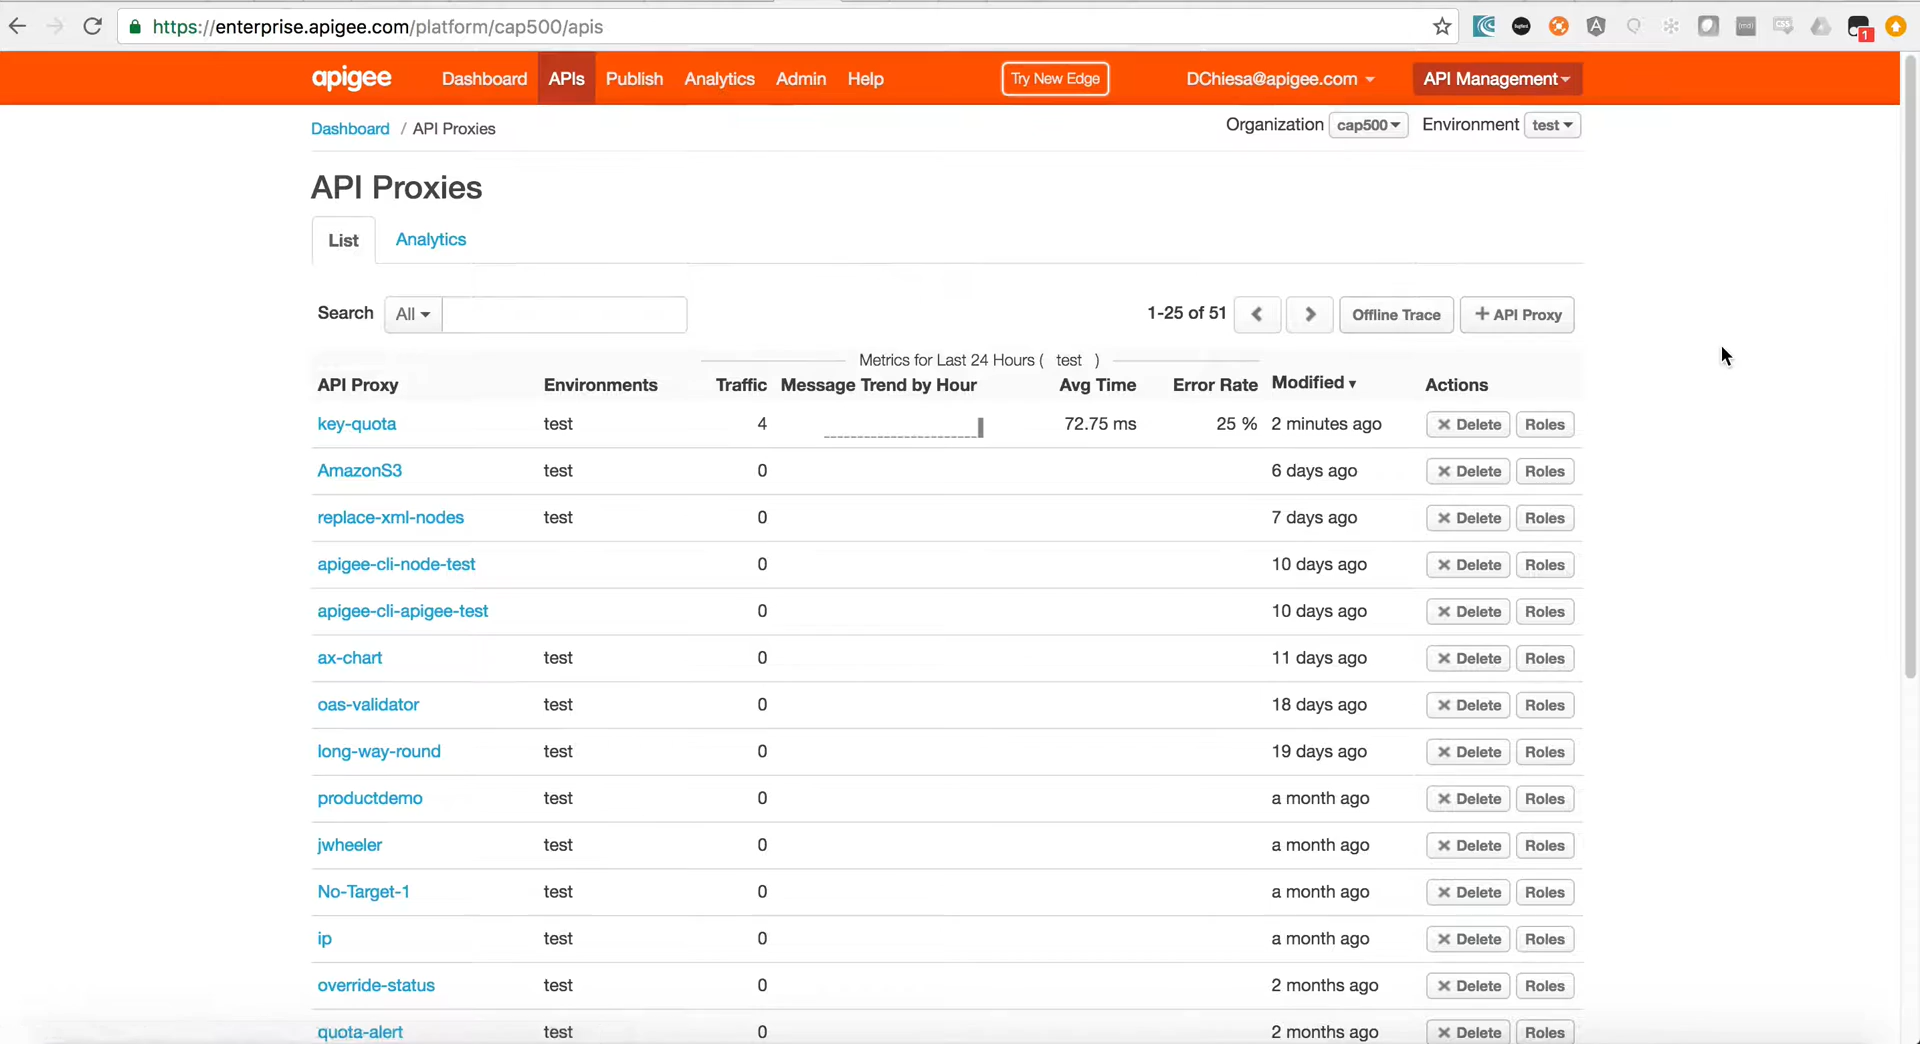 https://enterprise.apigee.com/platform/cap500/apis
1
apigee Dashboard APIs Publish Analytics Admin Help Try New Edge DChiesa@apigee.com API Management
Dashboard / API Proxies Organization cap500 Environment test
API Proxies
List Analytics
Search All 1-25 of 51 Offline Trace + API Proxy
Metrics for Last 24 Hours ( test )
API Proxy Environments Traffic Message Trend by Hour Avg Time Error Rate Modified Actions
key-quota test 4 72.75 ms 25 % 2 minutes ago Delete Roles
AmazonS3 test 0 6 days ago Delete Roles
replace-xml-nodes test 0 7 days ago Delete Roles
apigee-cli-node-test 0 10 days ago Delete Roles
apigee-cli-apigee-test 0 10 days ago Delete Roles
ax-chart test 0 11 days ago Delete Roles
oas-validator test 0 18 days ago Delete Roles
long-way-round test 0 19 days ago Delete Roles
productdemo test 0 a month ago Delete Roles
jwheeler test 0 a month ago Delete Roles
No-Target-1 test 0 a month ago Delete Roles
ip test 0 a month ago Delete Roles
override-status test 0 2 months ago Delete Roles
quota-alert test 0 2 months ago Delete Roles